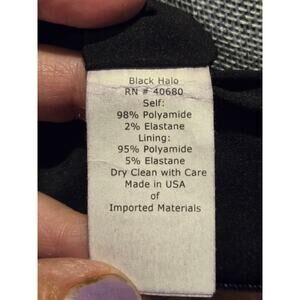 Black Halo
RN # 40680
Self:
98% Polyamide
2% Elastane
Lining:
95% Polyamide
5% Elastane
Dry Clean with Care
Made in USA
of
Imported Materials